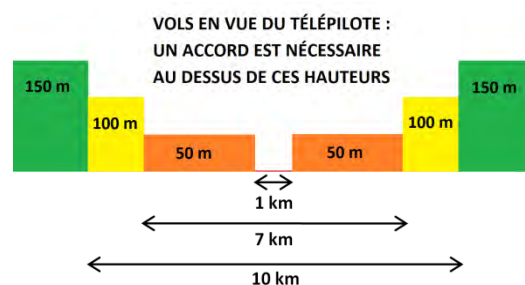 VOLS EN VUE DU TÉLÉPILOTE :
UN ACCORD EST NÉCESSAIRE
AU DESSUS DE CES HAUTEURS
150 m
150 m
100 m
100 m
50 m
50 m
1 km
7 km
10 km